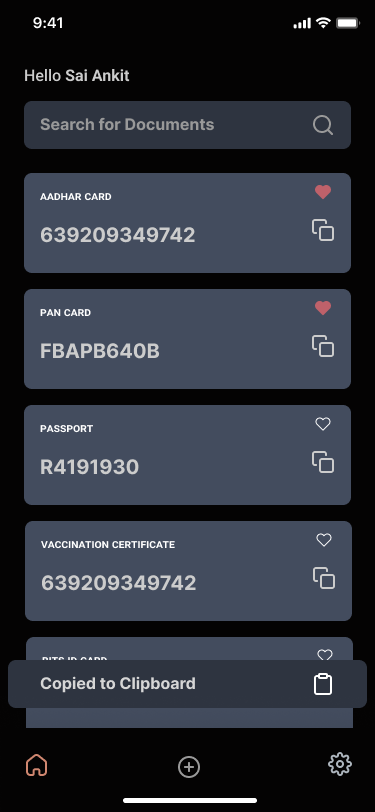 9:41
Hello Sai Ankit
Search for Documents
AADHAR CARD
639209349742
PAN CARD
FBAPB640B
PASSPORT
R4191930
VACCINATION CERTIFICATE
639209349742
BITS ID CARD
Copied to Clipboard